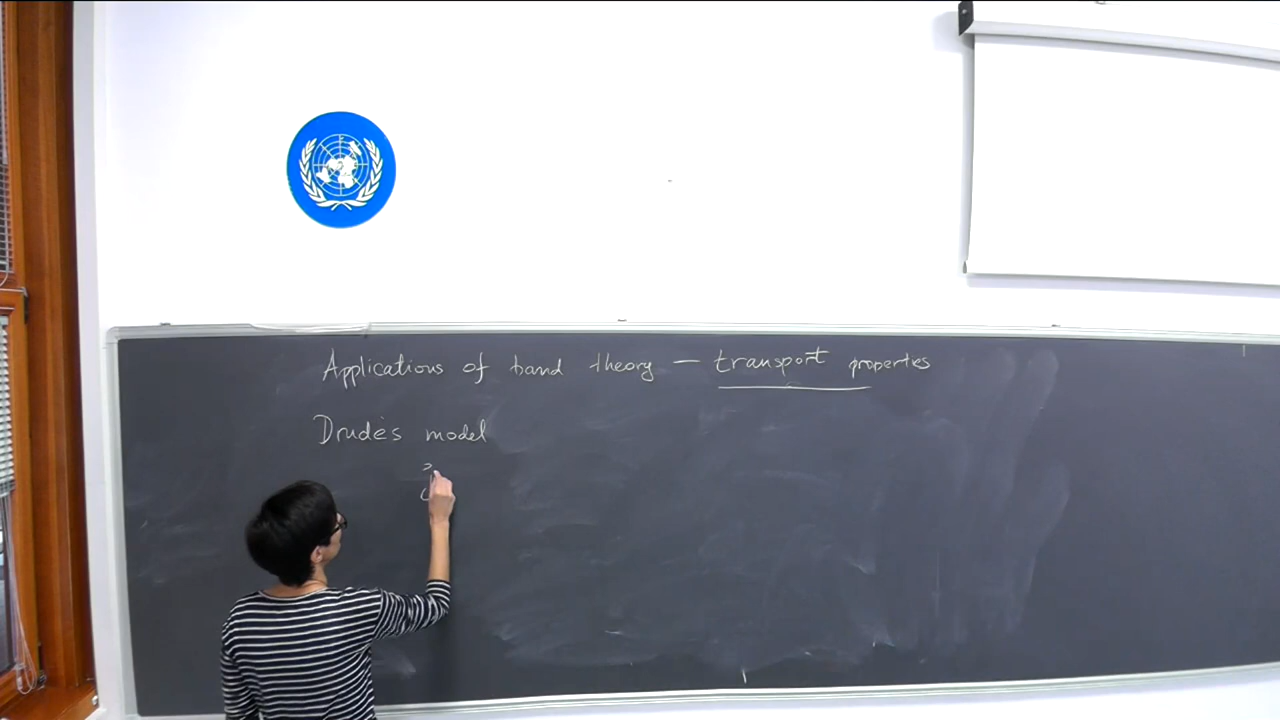 Applications of band theory — transport properties
Drude's model